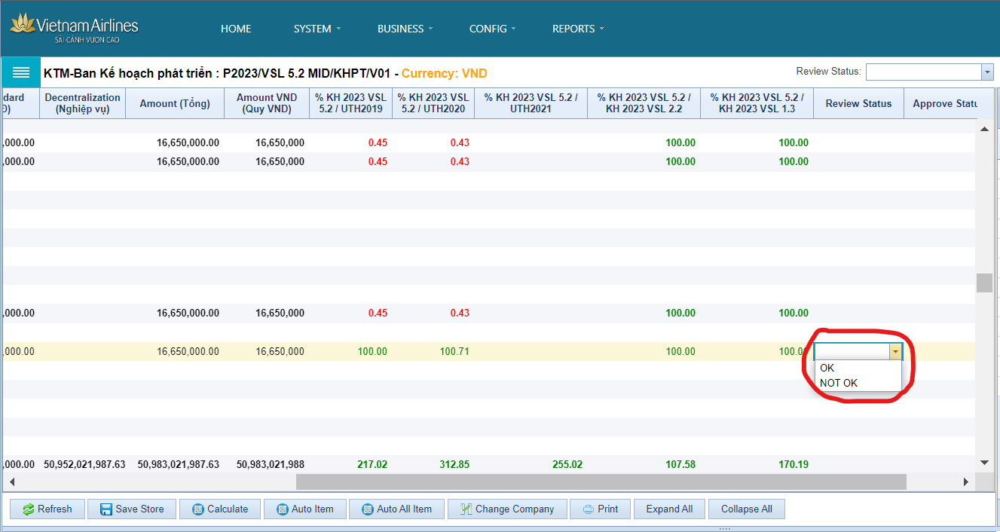 Vietnam Airlines
SẢI CÁNH VƯƠN CAO
HOME SYSTEM BUSINESS CONFIG REPORTS
KTM-Ban Kế hoạch phát triển : P2023/VSL 5.2 MID/KHPT/V01 - Currency: VND
Review Status:
dard Decentralization Amount (Tổng) Amount VND % KH 2023 VSL % KH 2023 VSL % KH 2023 VSL 5.2 / % KH 2023 VSL 5.2 / % KH 2023 VSL 5.2 / Review Status Approve Statu
Đ) (Nghiệp vụ) (Quy VND) 5.2 / UTH2019 5.2 / UTH2020 UTH2021 KH 2023 VSL 2.2 KH 2023 VSL 1.3
,000.00 16,650,000.00 16,650,000 0.45 0.43 100.00 100.00
,000.00 16,650,000.00 16,650,000 0.45 0.43 100.00 100.00
,000.00 16,650,000.00 16,650,000 0.45 0.43 100.00 100.00
,000.00 16,650,000.00 16,650,000 100.00 100.71 100.00 100.0
OK
NOT OK
,000.00 50,952,021,987.63 50,983,021,987.63 50,983,021,988 217.02 312.85 255.02 107.58 170.19
Refresh Save Store Calculate Auto Item Auto All Item Change Company Print Expand All Collapse All